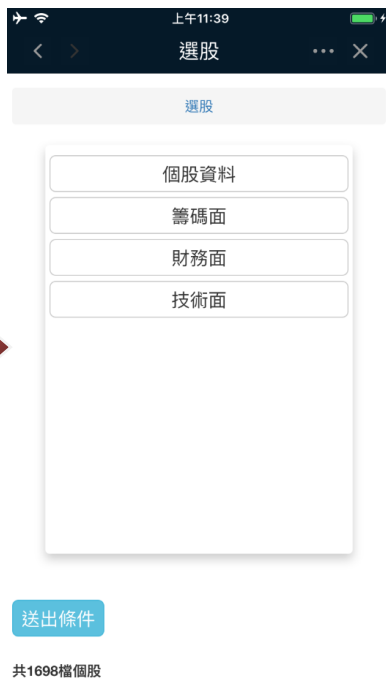 上午11:39
選股
選股
個股資料
籌碼面
財務面
技術面
送出條件
共1698檔個股